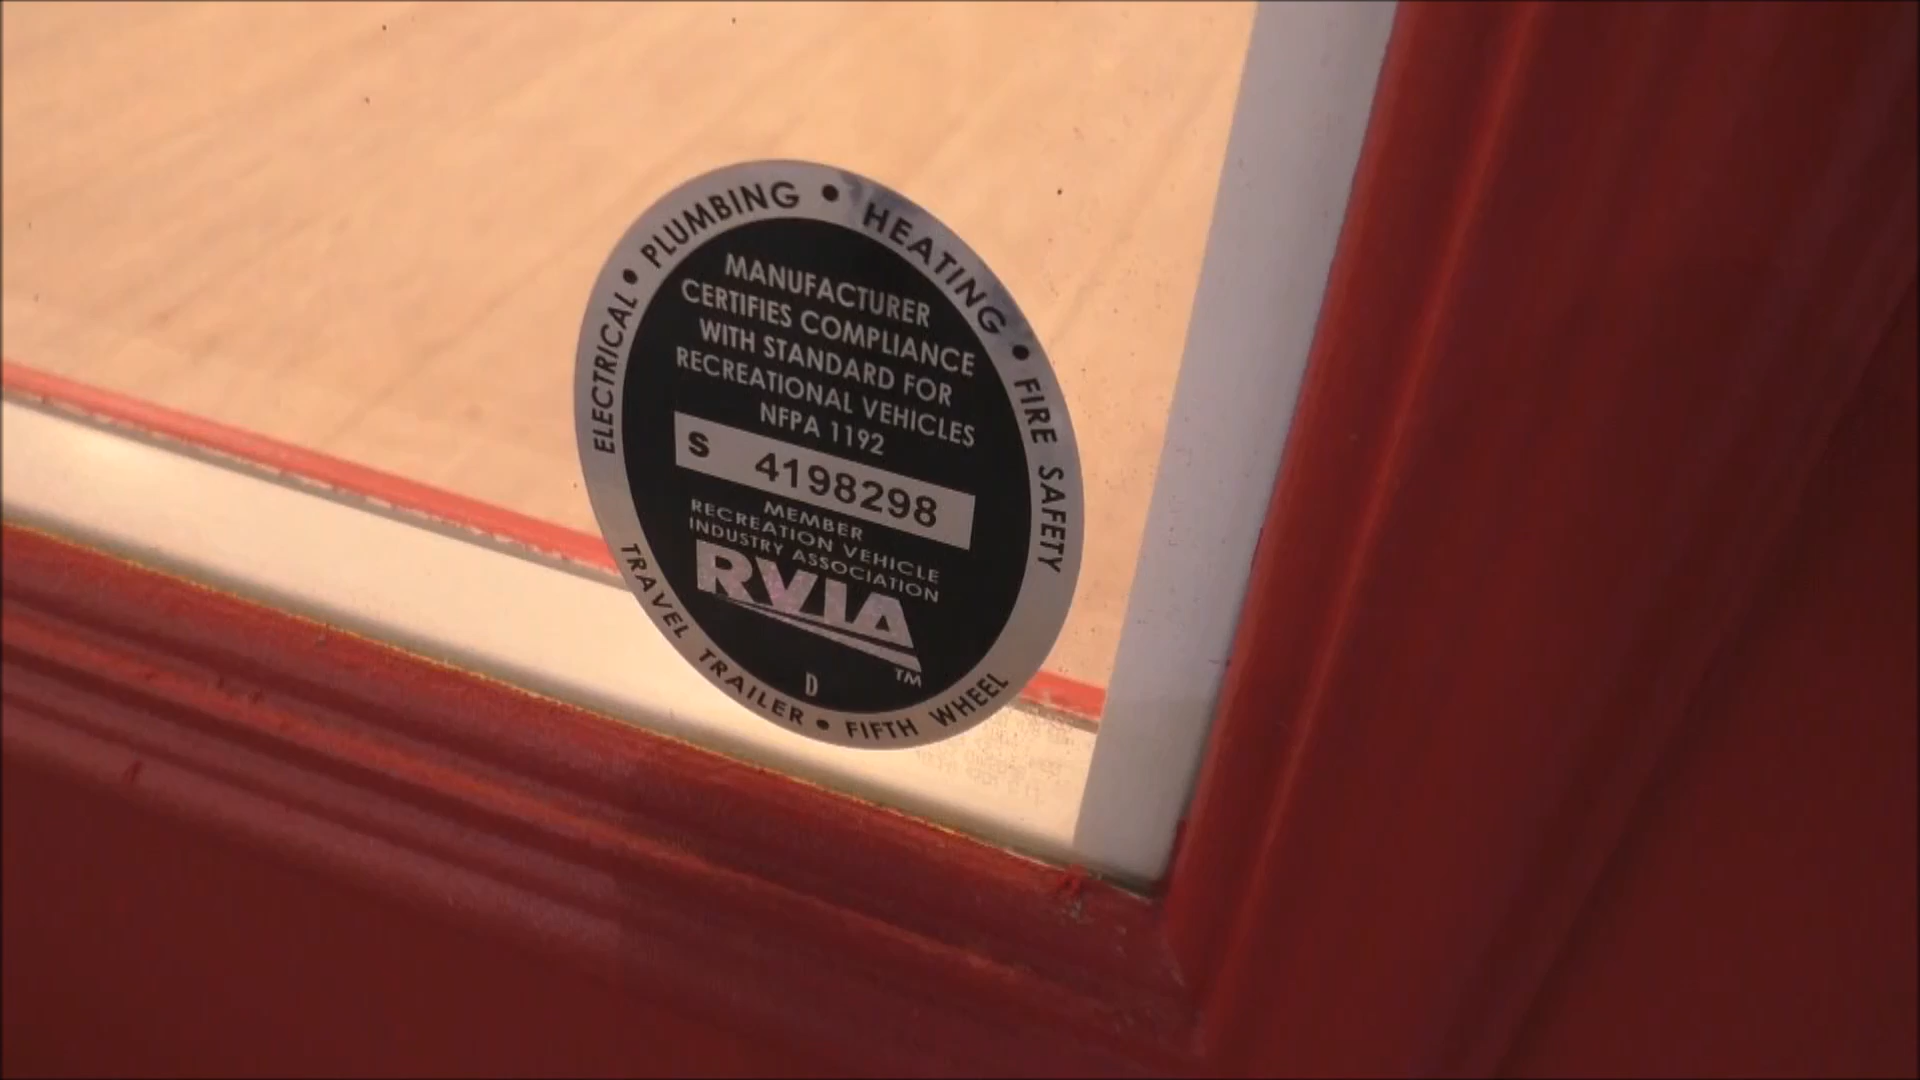 ELECTRICAL • PLUMBING • HEATING • FIRE SAFETY
MANUFACTURER
CERTIFIES COMPLIANCE
WITH STANDARD FOR
RECREATIONAL VEHICLES
NFPA 1192
S 4198298
MEMBER
RECREATION VEHICLE
INDUSTRY ASSOCIATION
RVIA
TM
D
TRAVEL TRAILER • FIFTH WHEEL